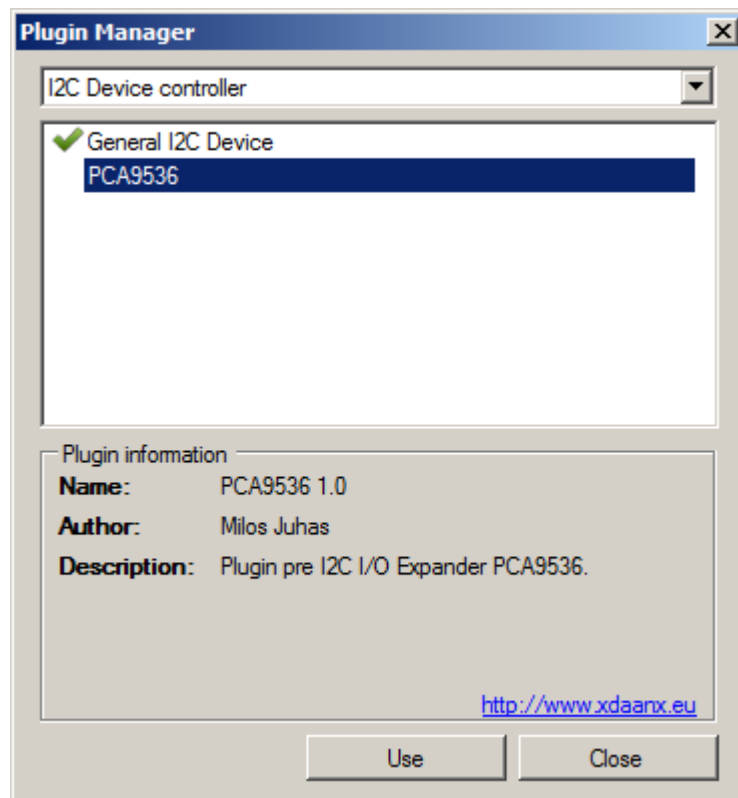 Plugin Manager
I2C Device controller
General I2C Device
PCA9536
Plugin information
Name: PCA9536 1.0
Author: Milos Juhas
Description: Plugin pre I2C I/O Expander PCA9536.
http://www.xdaanx.eu
Use Close